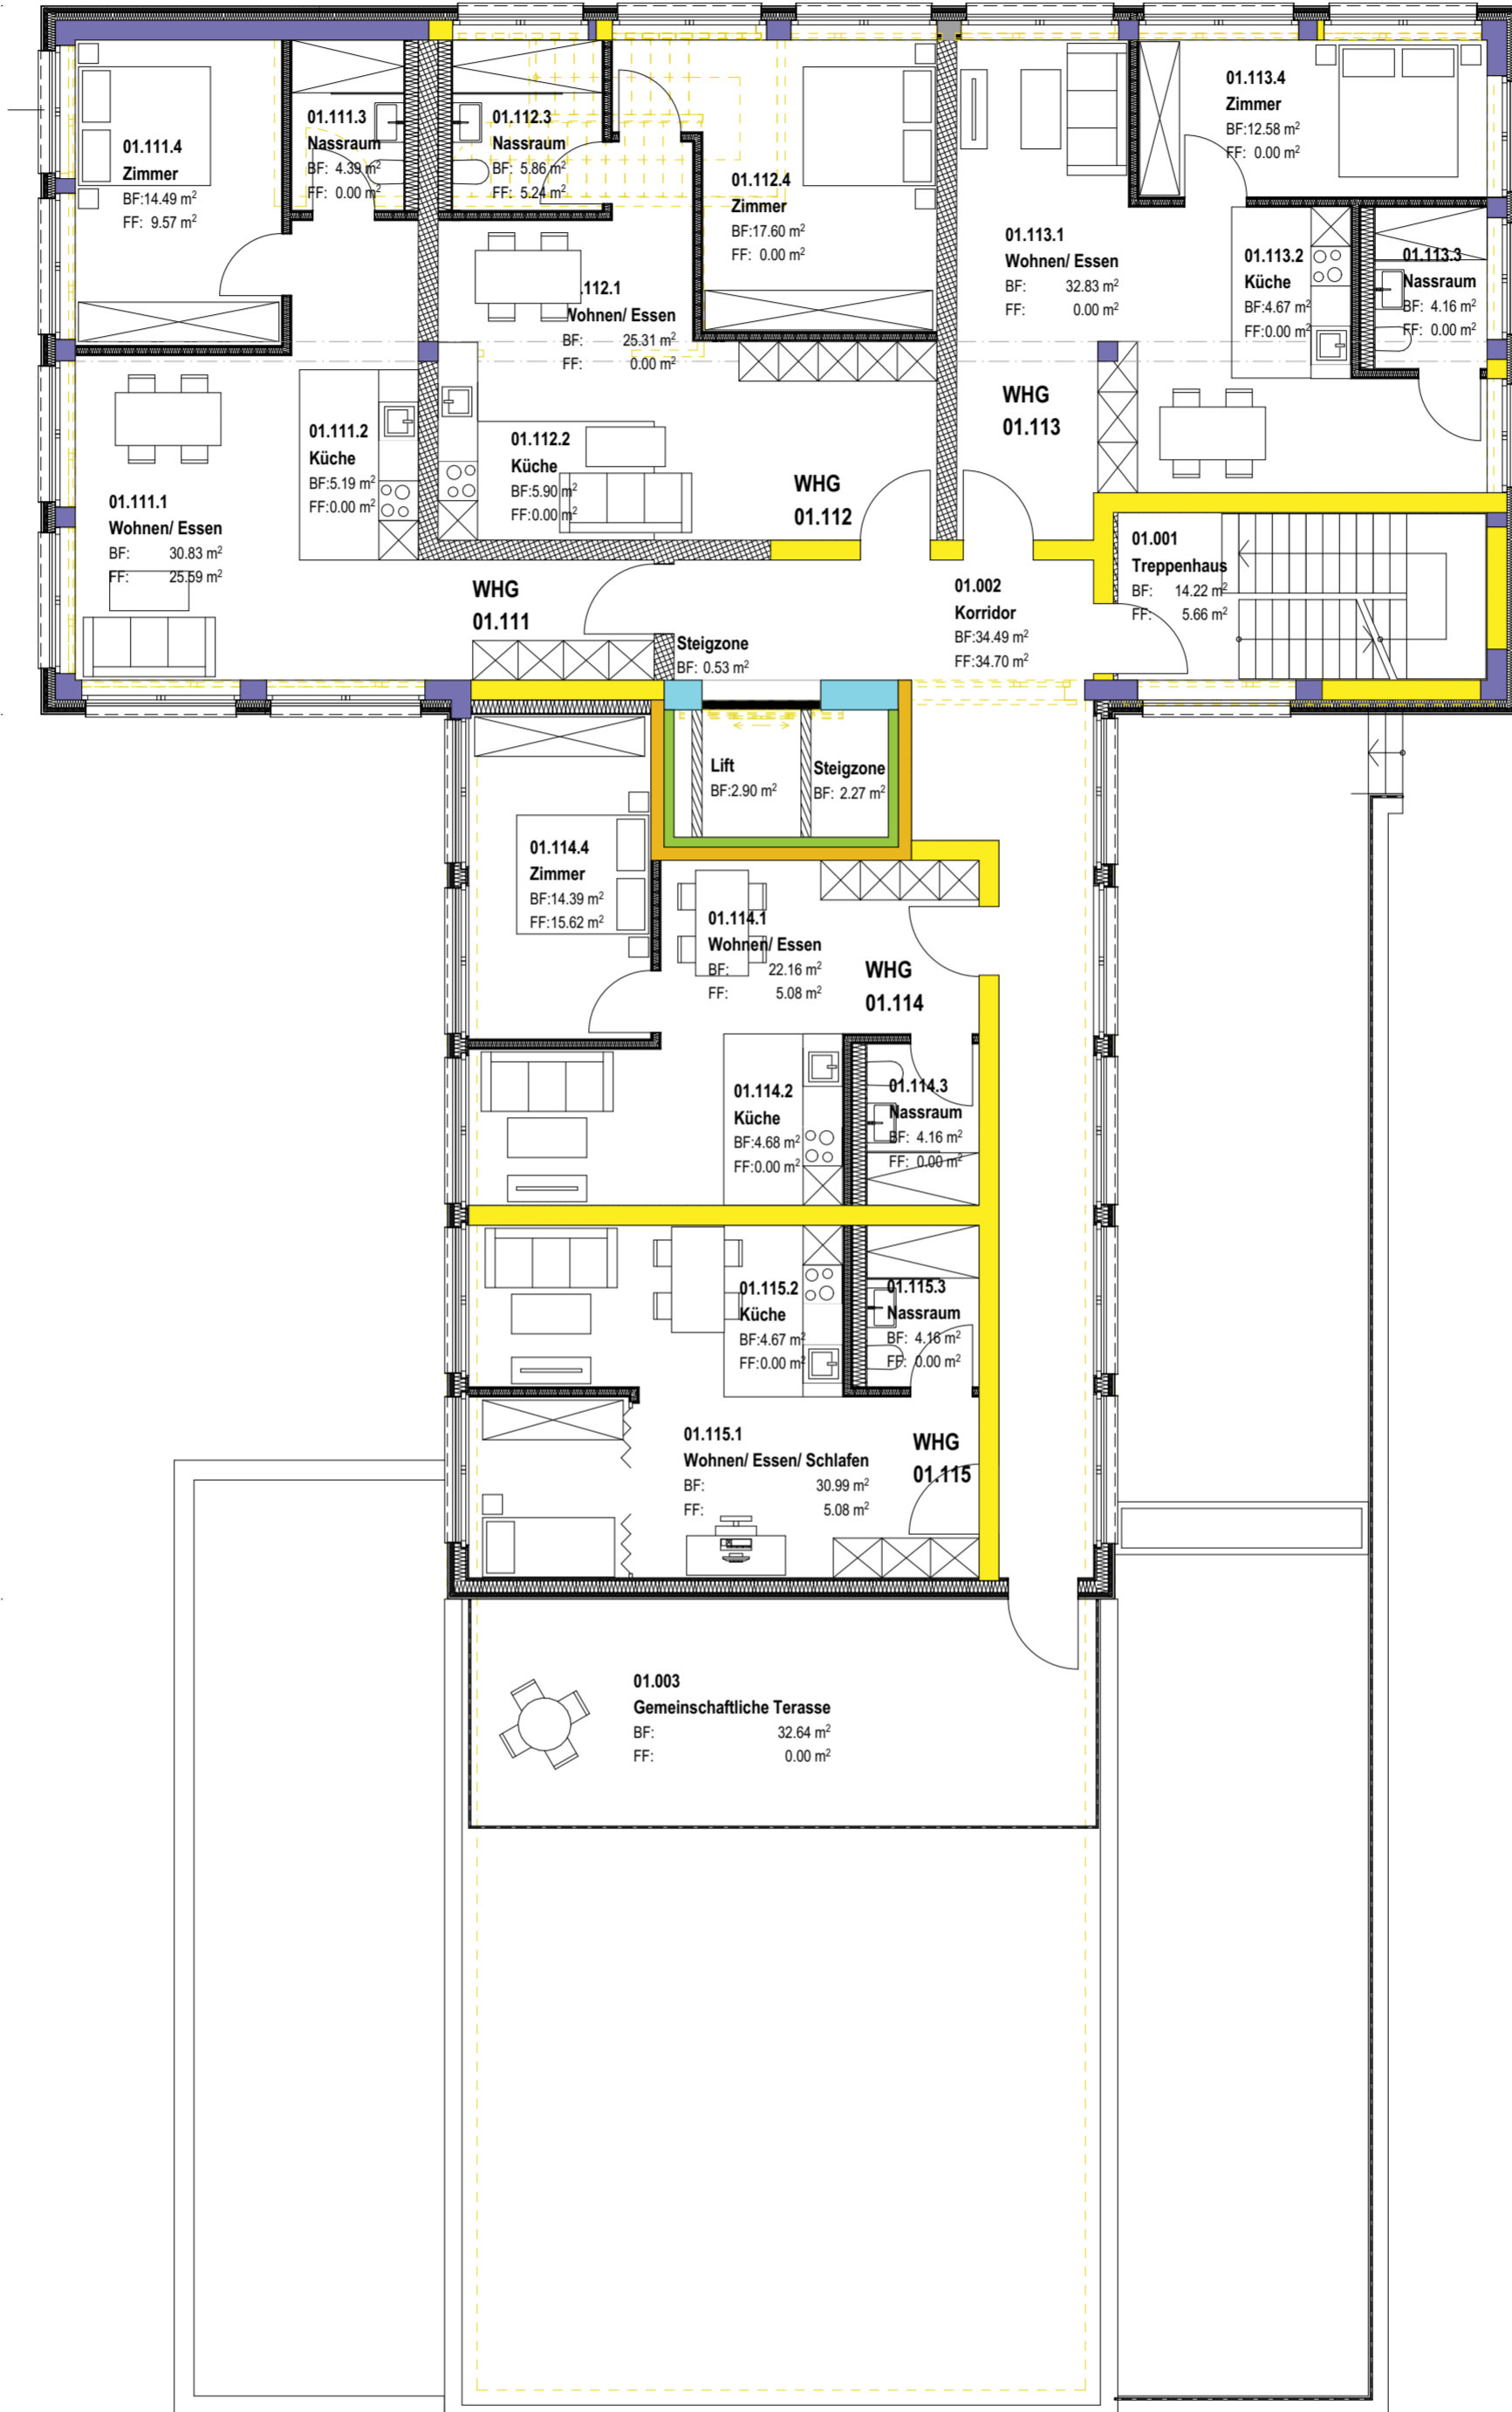 01.111.4
Zimmer
BF:14.49 m²
FF: 9.57 m²
01.111.3
Nassraum
BF: 4.39 m²
FF: 0.00 m²
01.112.3
Nassraum
BF: 5.86 m²
FF: 5.24 m²
01.112.4
Zimmer
BF:17.60 m²
FF: 0.00 m²
01.113.4
Zimmer
BF:12.58 m²
FF: 0.00 m²
01.113.1
Wohnen/ Essen
BF: 32.83 m²
FF: 0.00 m²
01.113.2
Küche
BF:4.67 m²
FF:0.00 m²
01.113.3
Nassraum
BF: 4.16 m²
FF: 0.00 m²
.112.1
Wohnen/ Essen
BF: 25.31 m²
FF: 0.00 m²
WHG
01.113
01.111.2
Küche
BF:5.19 m²
FF:0.00 m²
01.112.2
Küche
BF:5.90 m²
FF:0.00 m²
WHG
01.112
01.111.1
Wohnen/ Essen
BF: 30.83 m²
FF: 25.59 m²
01.001
Treppenhaus
BF: 14.22 m²
FF: 5.66 m²
WHG
01.111
01.002
Korridor
BF:34.49 m²
FF:34.70 m²
Steigzone
BF: 0.53 m²
Lift
BF:2.90 m²
Steigzone
BF: 2.27 m²
01.114.4
Zimmer
BF:14.39 m²
FF:15.62 m²
01.114.1
Wohnen/ Essen
BF: 22.16 m²
FF: 5.08 m²
WHG
01.114
01.114.2
Küche
BF:4.68 m²
FF:0.00 m²
01.114.3
Nassraum
BF: 4.16 m²
FF: 0.00 m²
01.115.2
Küche
BF:4.67 m²
FF:0.00 m²
01.115.3
Nassraum
BF: 4.16 m²
FF: 0.00 m²
01.115.1
Wohnen/ Essen/ Schlafen
BF: 30.99 m²
FF: 5.08 m²
WHG
01.115
01.003
Gemeinschaftliche Terasse
BF: 32.64 m²
FF: 0.00 m²